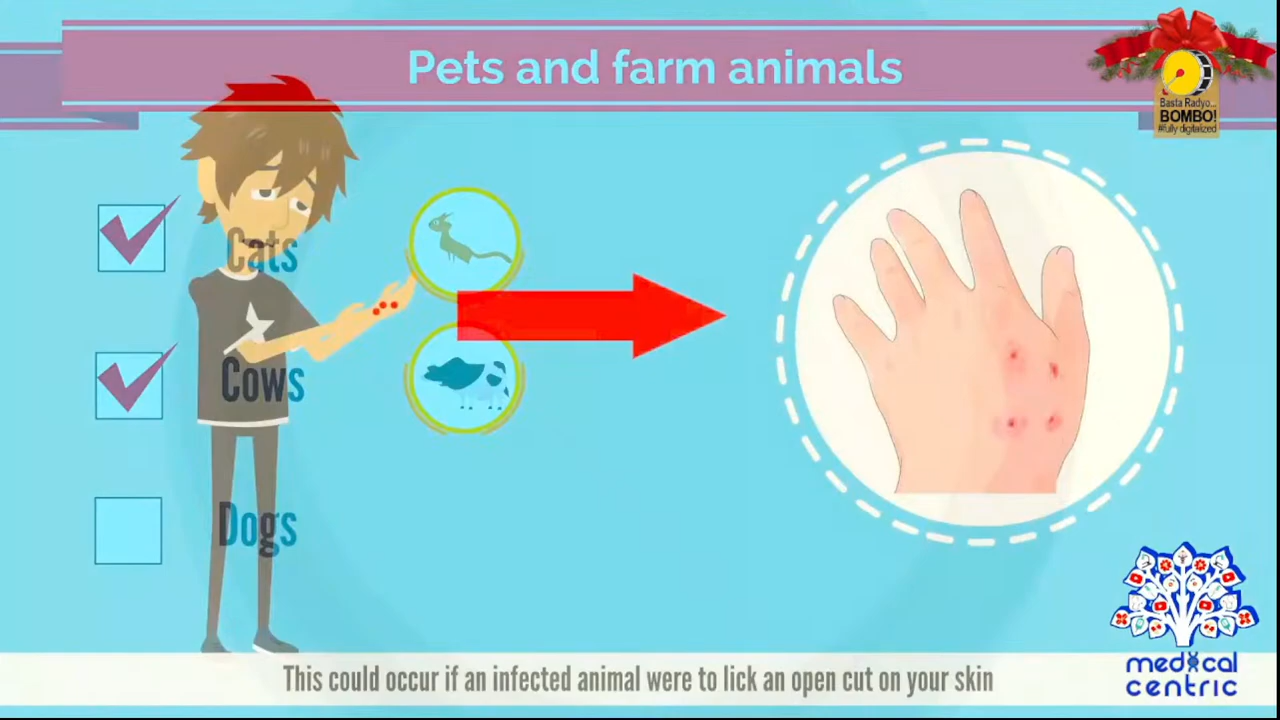 Pets and farm animals
Basta Radyo...
BOMBO!
#fully digitalized
Cats
Cows
Dogs
This could occur if an infected animal were to lick an open cut on your skin
medical
centric